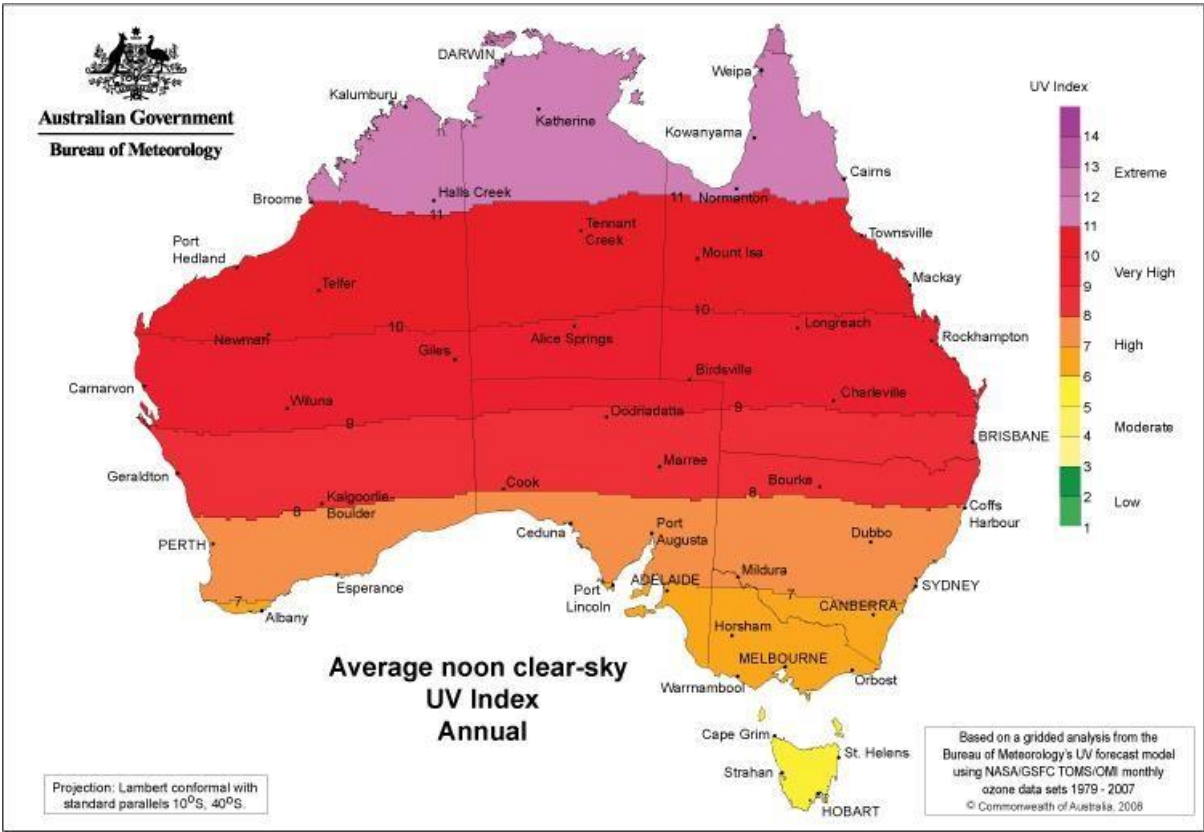 Australian Government
Bureau of Meteorology
DARWIN
Weipa
Kalumburu
Katherine
Kowanyama
Cairns
Broome
Halls Creek
11
11
Normanton
Tennant
Creek
Townsville
Port
Hedland
Mount Isa
Telfer
Mackay
10
10
Newman
Giles
Alice Springs
Longreach
Rockhampton
Carnarvon
Birdsville
Wiluna
Charleville
9
Oodnadatta
9
BRISBANE
Geraldton
Marree
Cook
Bourke
Kalgoorlie
Boulder
8
8
Coffs
Harbour
PERTH
Ceduna
Port
Augusta
Dubbo
Esperance
Port
Lincoln
ADELAIDE
Mildura
SYDNEY
7
7
Albany
CANBERRA
Horsham
MELBOURNE
Orbost
Warrnambool
Cape Grim
St. Helens
Strahan
HOBART
UV Index
14
13
Extreme
12
11
10
Very High
9
8
High
7
6
5
Moderate
4
3
2
Low
1
Average noon clear-sky
UV Index
Annual
Projection: Lambert conformal with
standard parallels 10⁰S, 40⁰S.
Based on a gridded analysis from the
Bureau of Meteorology's UV forecast model
using NASA/GSFC TOMS/OMI monthly
ozone data sets 1979 - 2007
© Commonwealth of Australia, 2008